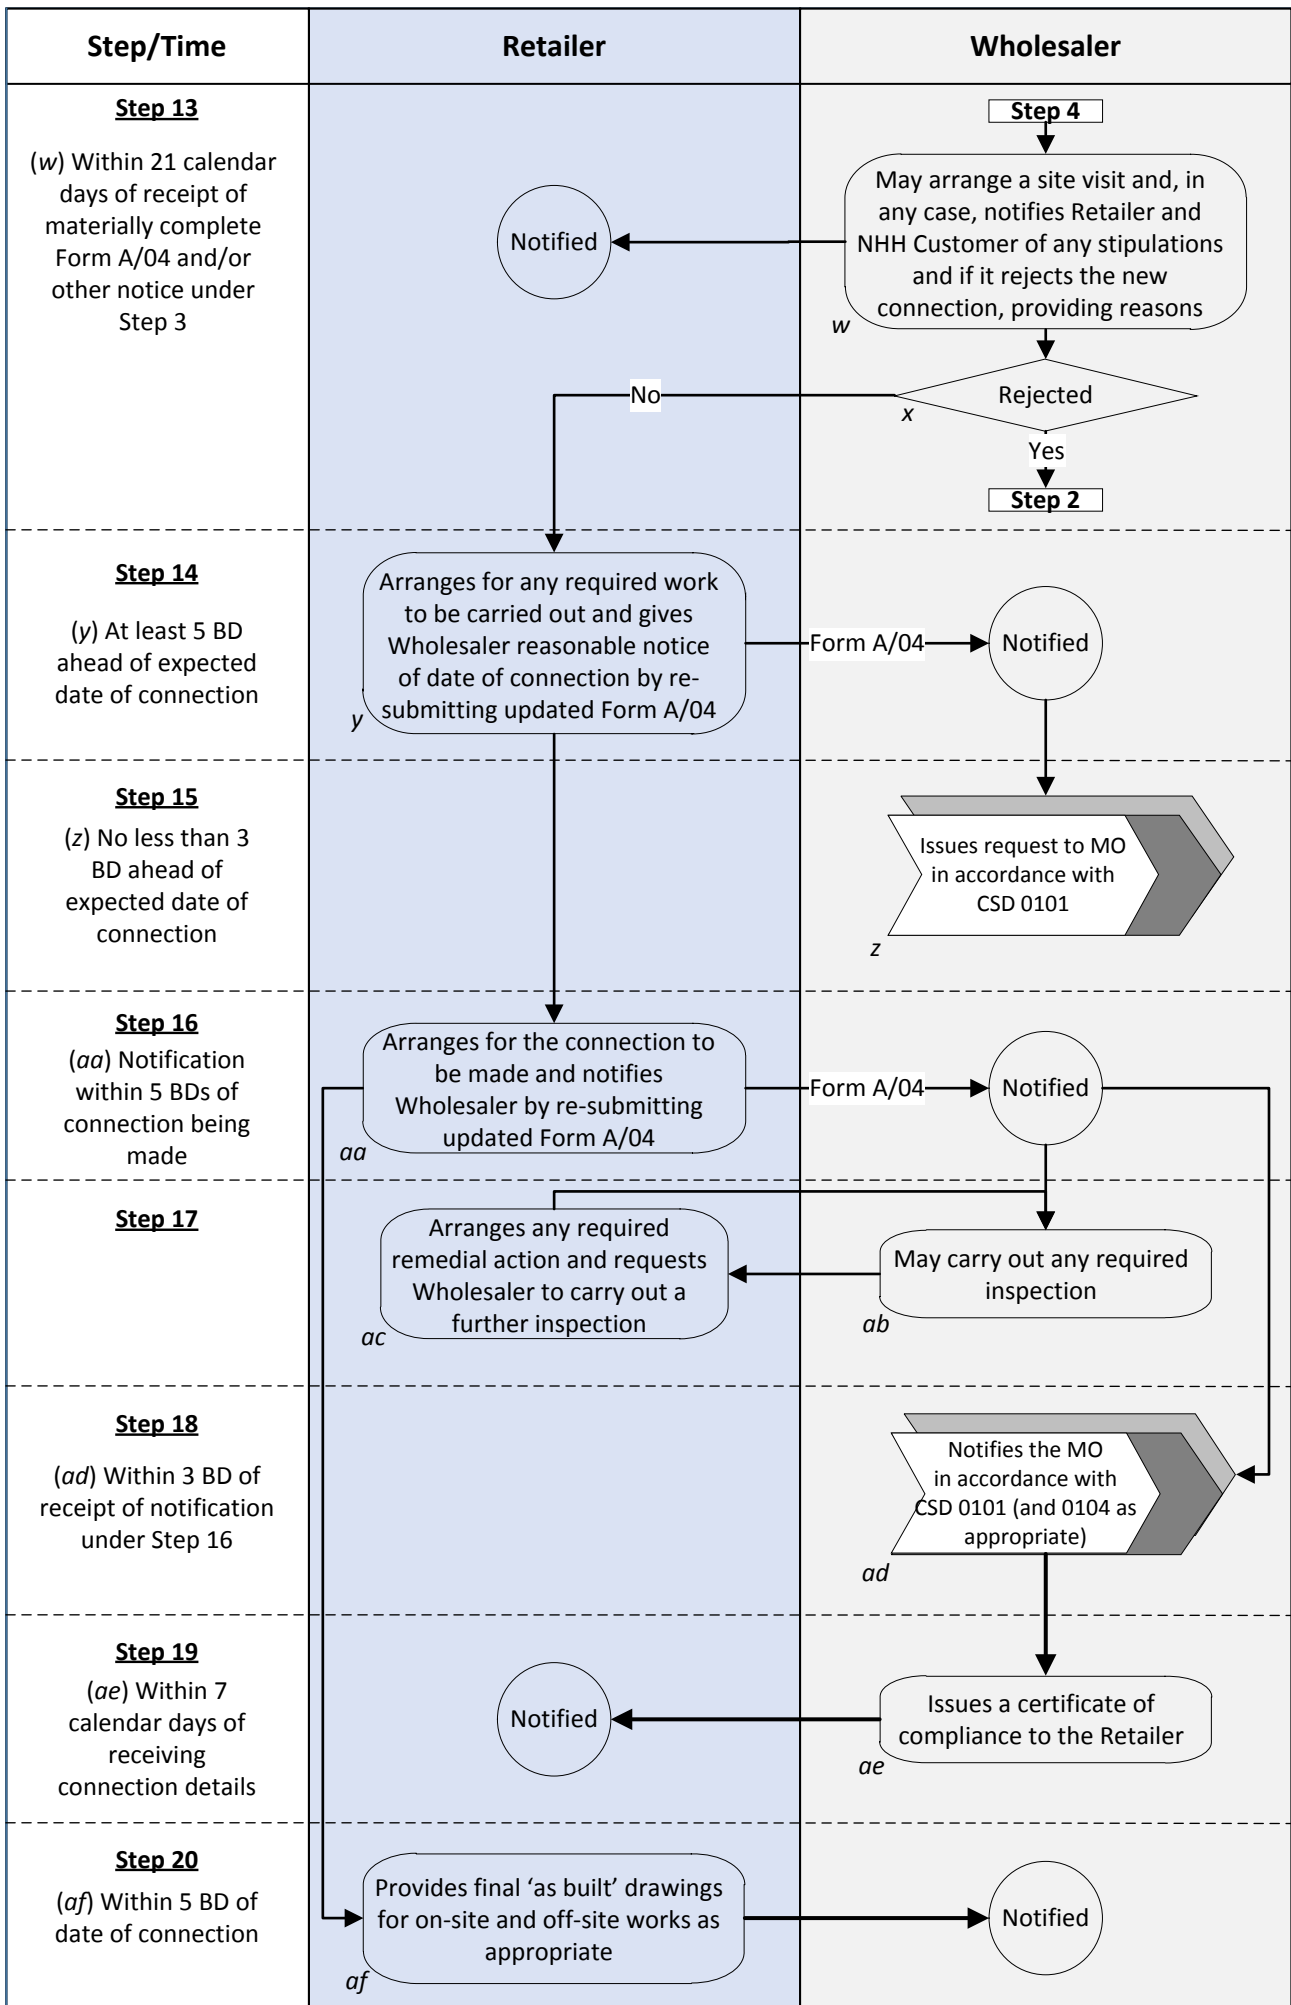 Step/Time
Retailer
Wholesaler
Step 13
(w) Within 21 calendar
days of receipt of
materially complete
Form A/04 and/or
other notice under
Step 3
Notified
Step 4
May arrange a site visit and, in
any case, notifies Retailer and
NHH Customer of any stipulations
and if it rejects the new
connection, providing reasons
w
No
Rejected
x
Yes
Step 2
Step 14
(y) At least 5 BD
ahead of expected
date of connection
Arranges for any required work
to be carried out and gives
Wholesaler reasonable notice
of date of connection by re-
submitting updated Form A/04
y
Form A/04
Notified
Step 15
(z) No less than 3
BD ahead of
expected date of
connection
Issues request to MO
in accordance with
CSD 0101
z
Step 16
(aa) Notification
within 5 BDs of
connection being
made
Arranges for the connection to
be made and notifies
Wholesaler by re-submitting
updated Form A/04
aa
Form A/04
Notified
Step 17
Arranges any required
remedial action and requests
Wholesaler to carry out a
further inspection
ac
May carry out any required
inspection
ab
Step 18
(ad) Within 3 BD of
receipt of notification
under Step 16
Notifies the MO
in accordance with
CSD 0101 (and 0104 as
appropriate)
ad
Step 19
(ae) Within 7
calendar days of
receiving
connection details
Notified
Issues a certificate of
compliance to the Retailer
ae
Step 20
(af) Within 5 BD of
date of connection
Provides final ‘as built’ drawings
for on-site and off-site works as
appropriate
af
Notified